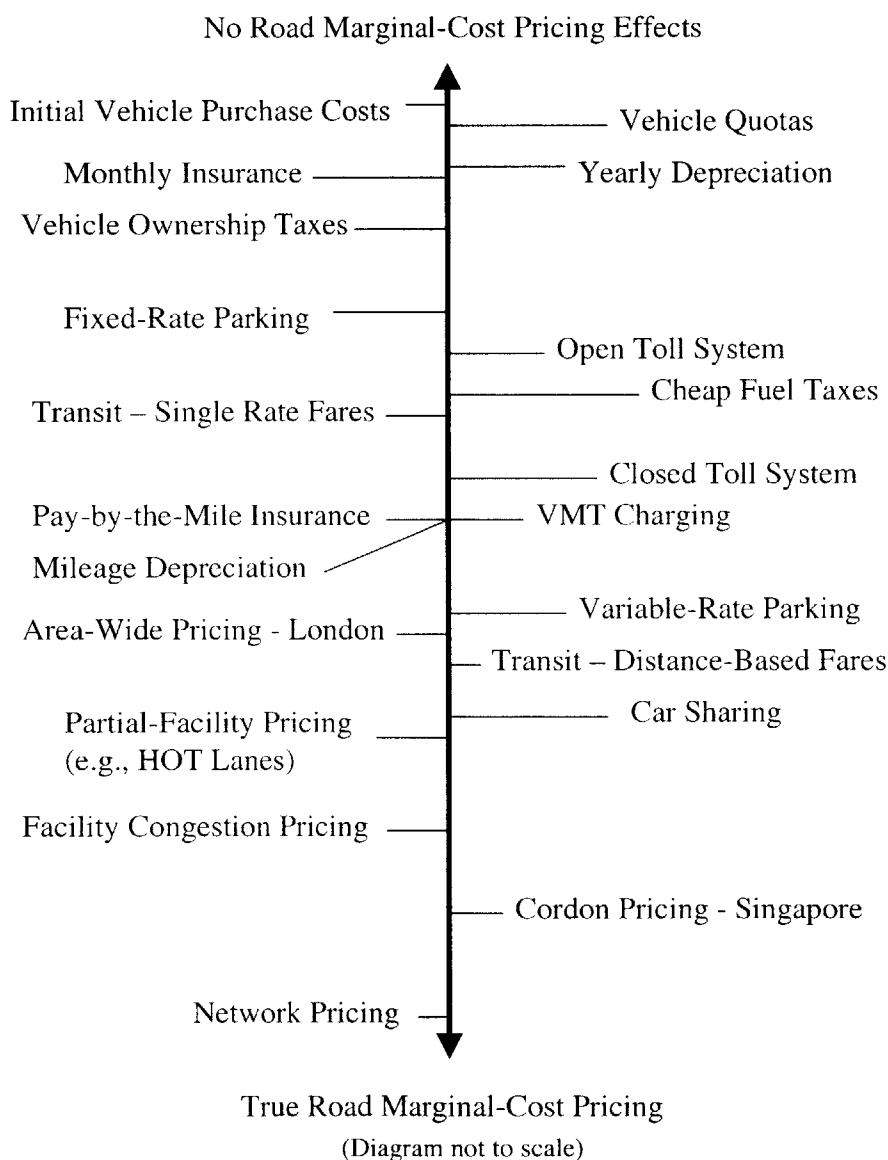 No Road Marginal-Cost Pricing Effects
Initial Vehicle Purchase Costs
Vehicle Quotas
Monthly Insurance
Yearly Depreciation
Vehicle Ownership Taxes
Fixed-Rate Parking
Open Toll System
Cheap Fuel Taxes
Transit – Single Rate Fares
Closed Toll System
Pay-by-the-Mile Insurance
VMT Charging
Mileage Depreciation
Variable-Rate Parking
Area-Wide Pricing - London
Transit – Distance-Based Fares
Car Sharing
Partial-Facility Pricing
(e.g., HOT Lanes)
Facility Congestion Pricing
Cordon Pricing - Singapore
Network Pricing
True Road Marginal-Cost Pricing
(Diagram not to scale)